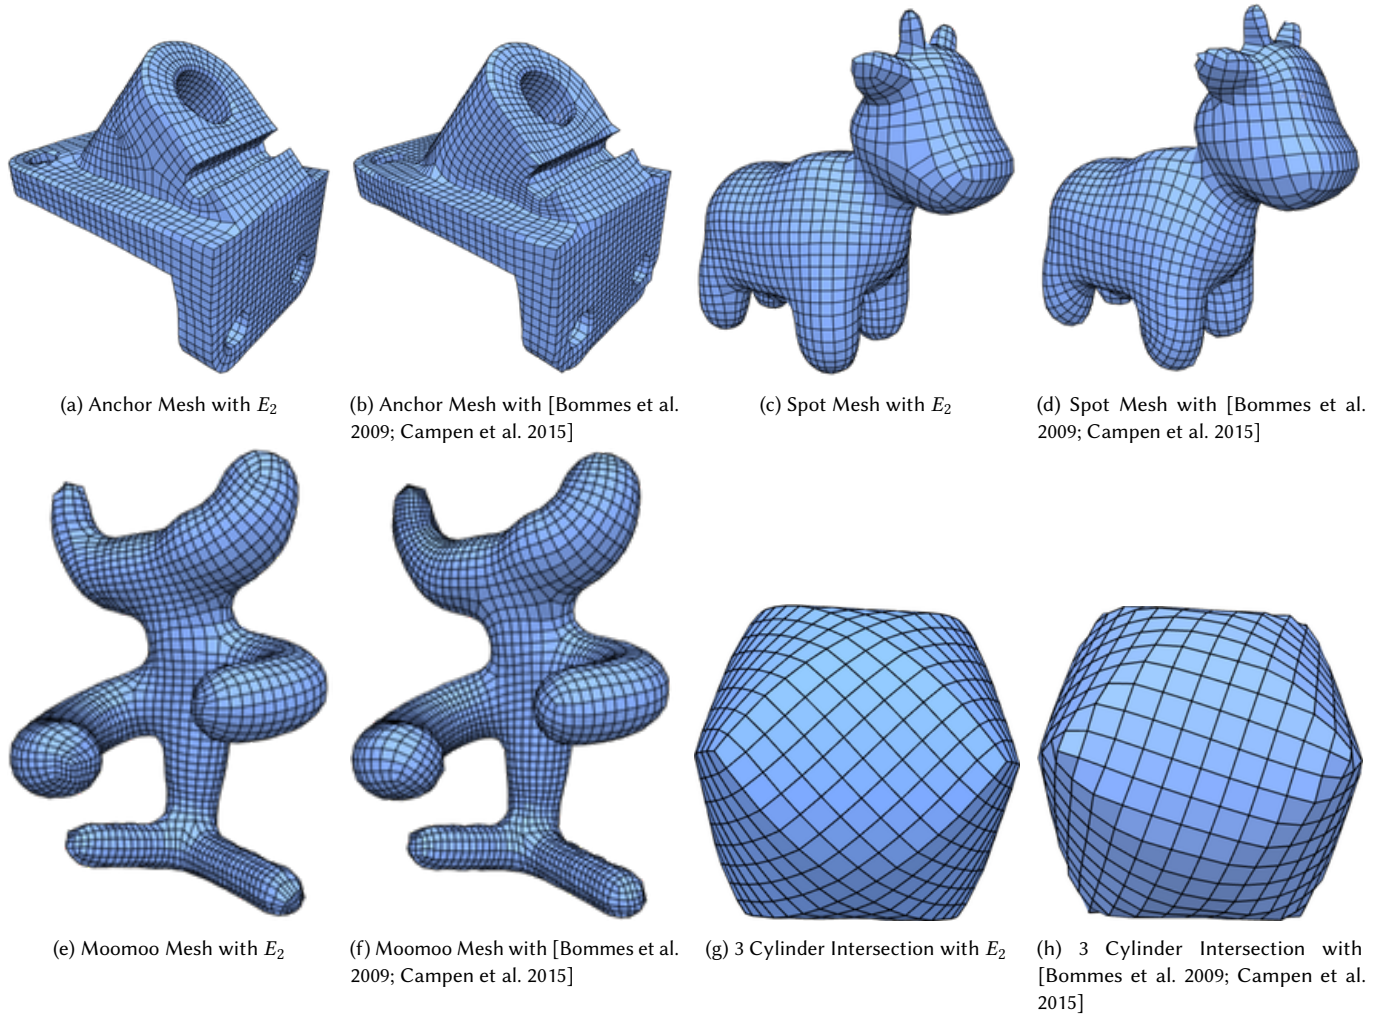 (a) Anchor Mesh with E₂
(b) Anchor Mesh with [Bommes et al.
2009; Campen et al. 2015]
(c) Spot Mesh with E₂
(d) Spot Mesh with [Bommes et al.
2009; Campen et al. 2015]
(e) Moomoo Mesh with E₂
(f) Moomoo Mesh with [Bommes et al.
2009; Campen et al. 2015]
(g) 3 Cylinder Intersection with E₂
(h) 3 Cylinder Intersection with
[Bommes et al. 2009; Campen et al.
2015]